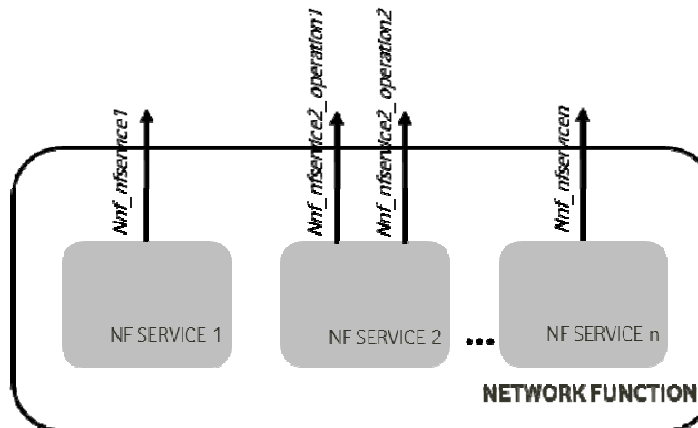 Nnf_nfservice1
Nnf_nfservice2_operation1
Nnf_nfservice2_operation2
Nnf_nfservicen
NF SERVICE 1
NF SERVICE 2
...
NF SERVICE n
NETWORK FUNCTION